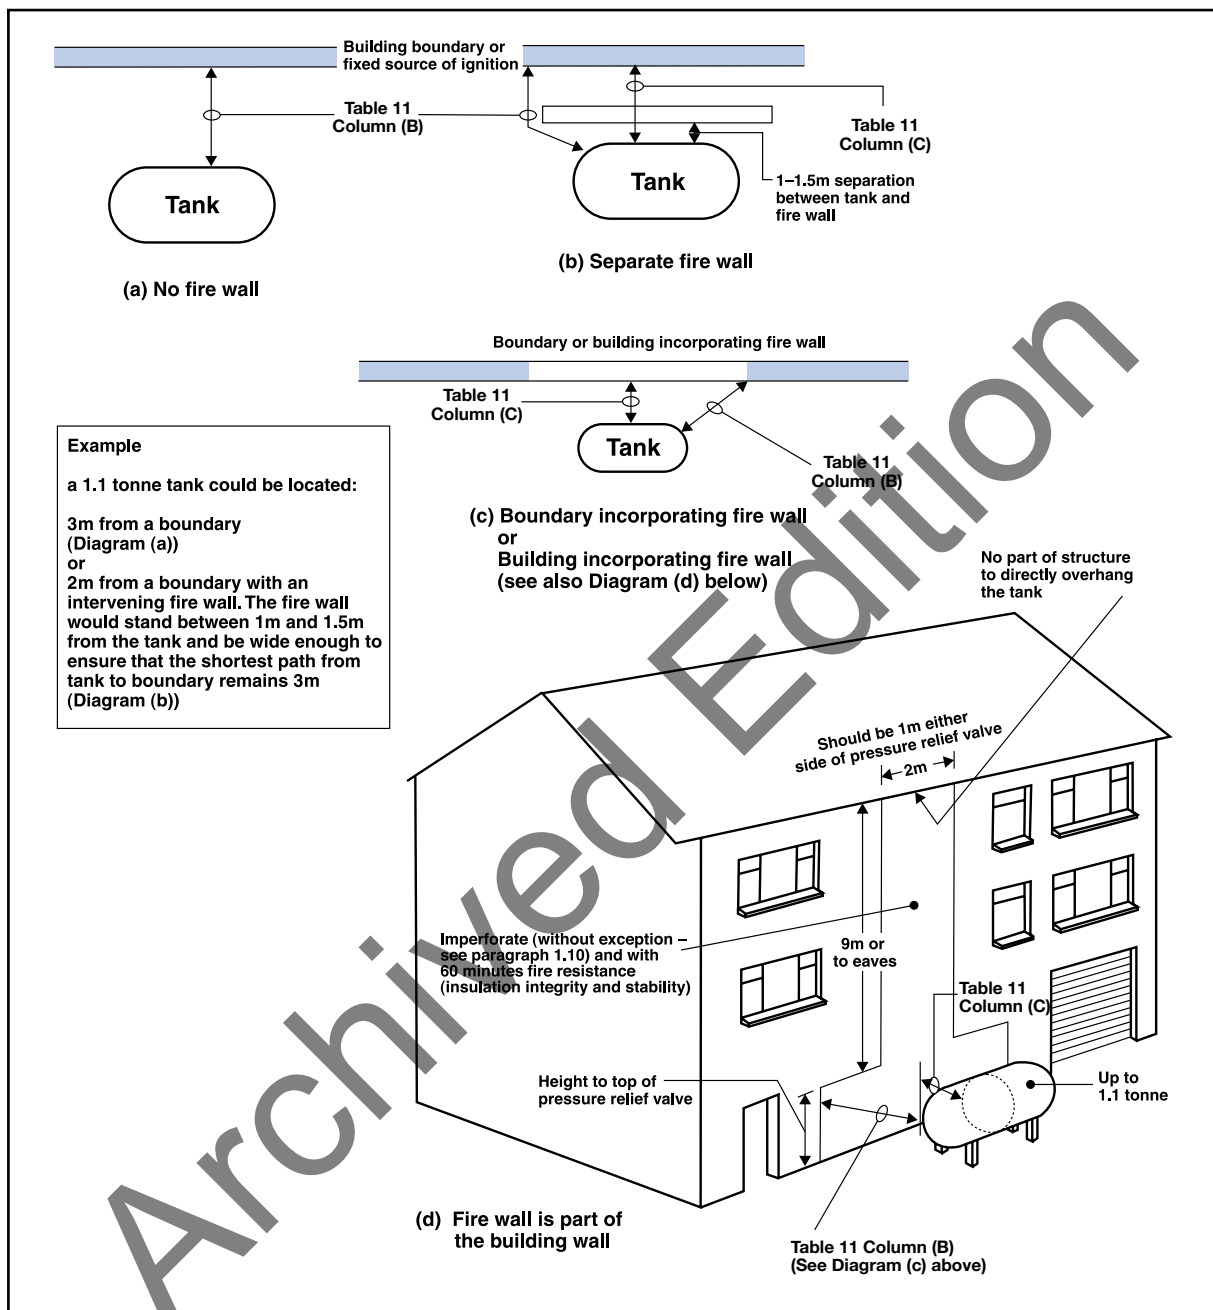 Building boundary or
fixed source of ignition
Table 11
Column (B)
Table 11
Column (C)
Tank
Tank
1–1.5m separation
between tank and
fire wall
(b) Separate fire wall
(a) No fire wall
Boundary or building incorporating fire wall
Table 11
Column (C)
Tank
Table 11
Column (B)
(c) Boundary incorporating fire wall
or
Building incorporating fire wall
(see also Diagram (d) below)
Example
a 1.1 tonne tank could be located:
3m from a boundary
(Diagram (a))
or
2m from a boundary with an
intervening fire wall. The fire wall
would stand between 1m and 1.5m
from the tank and be wide enough to
ensure that the shortest path from
tank to boundary remains 3m
(Diagram (b))
No part of structure
to directly overhang
the tank
Should be 1m either
side of pressure relief valve
2m
Imperforate (without exception –
see paragraph 1.10) and with
60 minutes fire resistance
(insulation integrity and stability)
9m or
to eaves
Table 11
Column (C)
Height to top of
pressure relief valve
Up to
1.1 tonne
(d) Fire wall is part of
the building wall
Table 11 Column (B)
(See Diagram (c) above)
Archived Edition